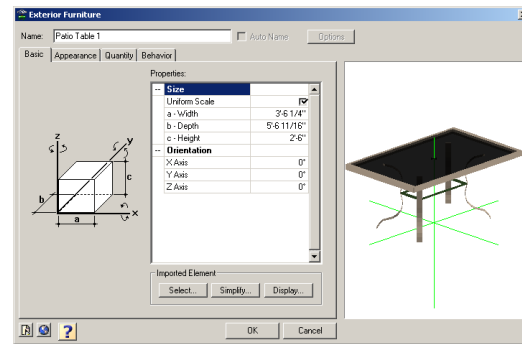 Exterior Furniture
Name: Patio Table 1 Auto Name Options
Basic Appearance Quantity Behavior
Properties:
-- Size
Uniform Scale
a - Width 3'-6 1/4"
b - Depth 5'-6 11/16"
c - Height 2'-6"
-- Orientation
X Axis 0°
Y Axis 0°
Z Axis 0°
z
y
c
b
a
x
Imported Element
Select... Simplify... Display...
? OK Cancel